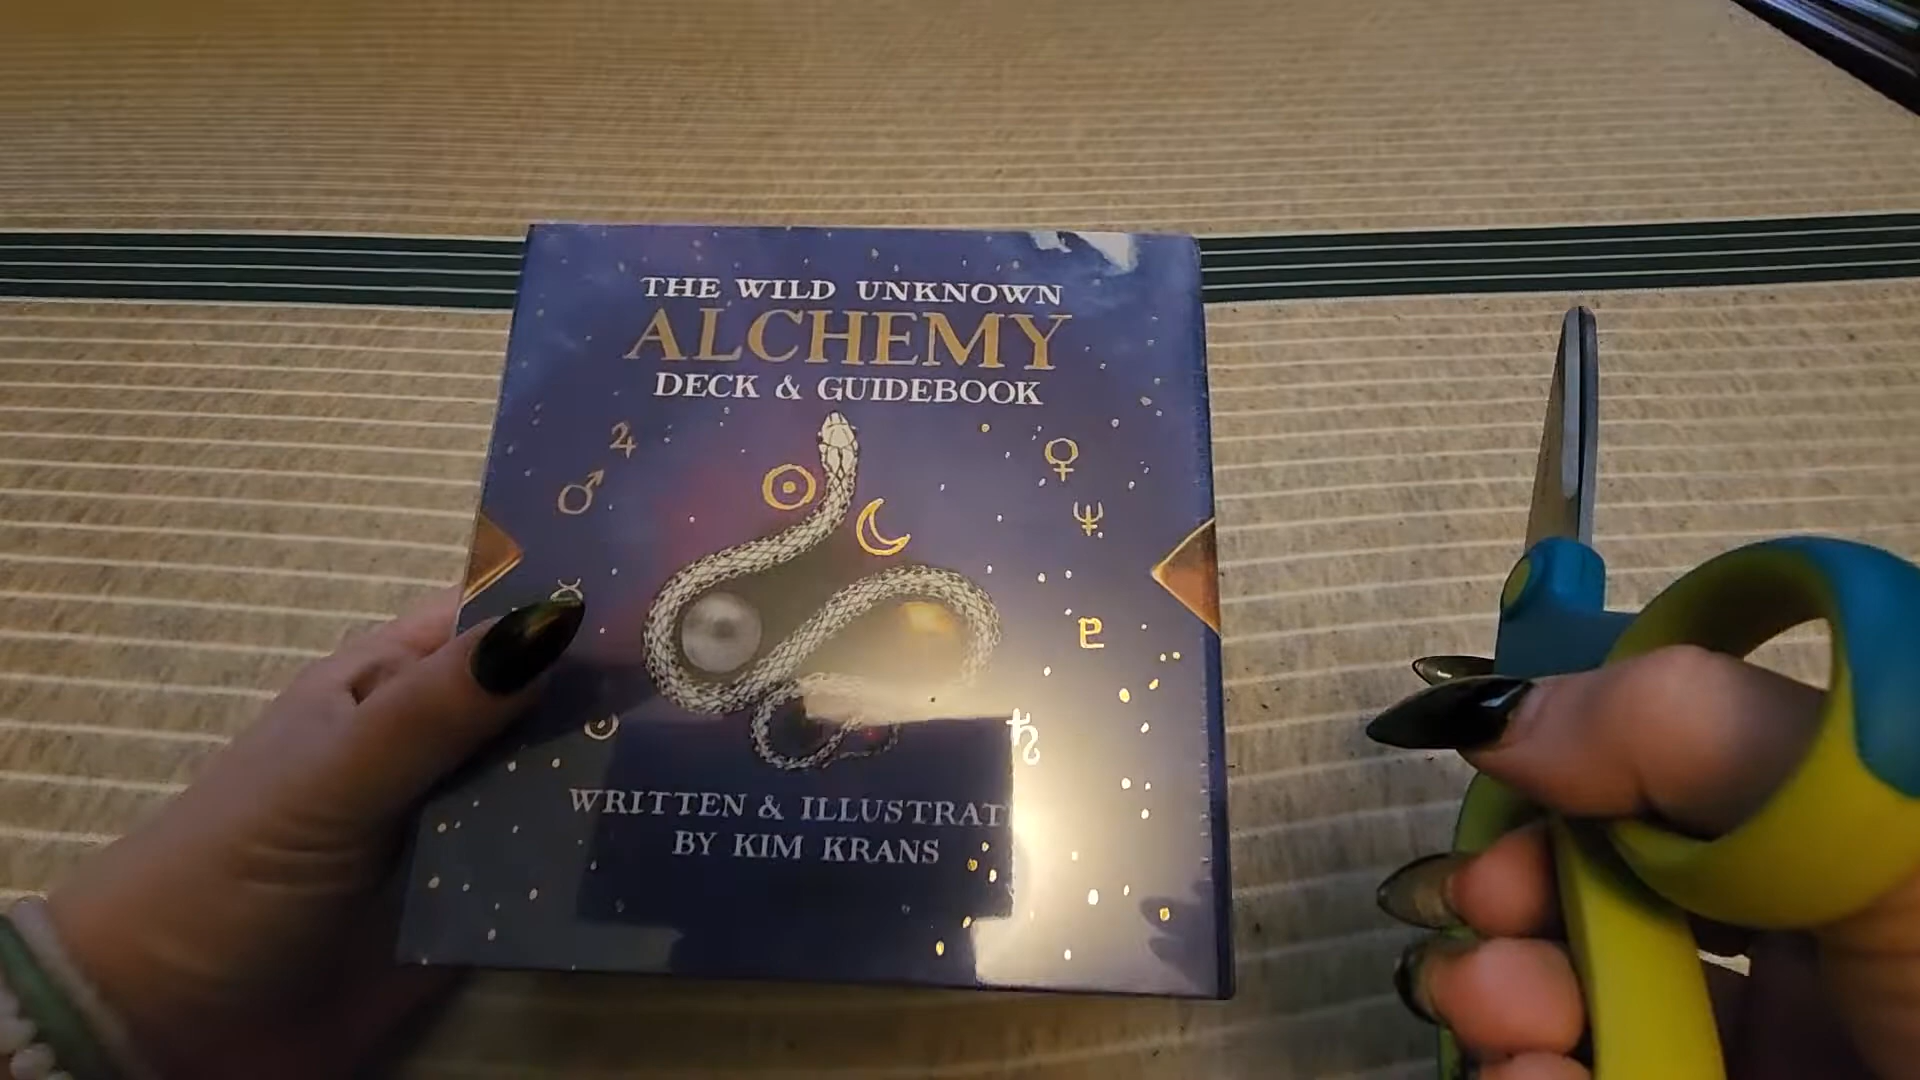 THE WILD UNKNOWN
ALCHEMY
DECK & GUIDEBOOK
WRITTEN & ILLUSTRAT
BY KIM KRANS